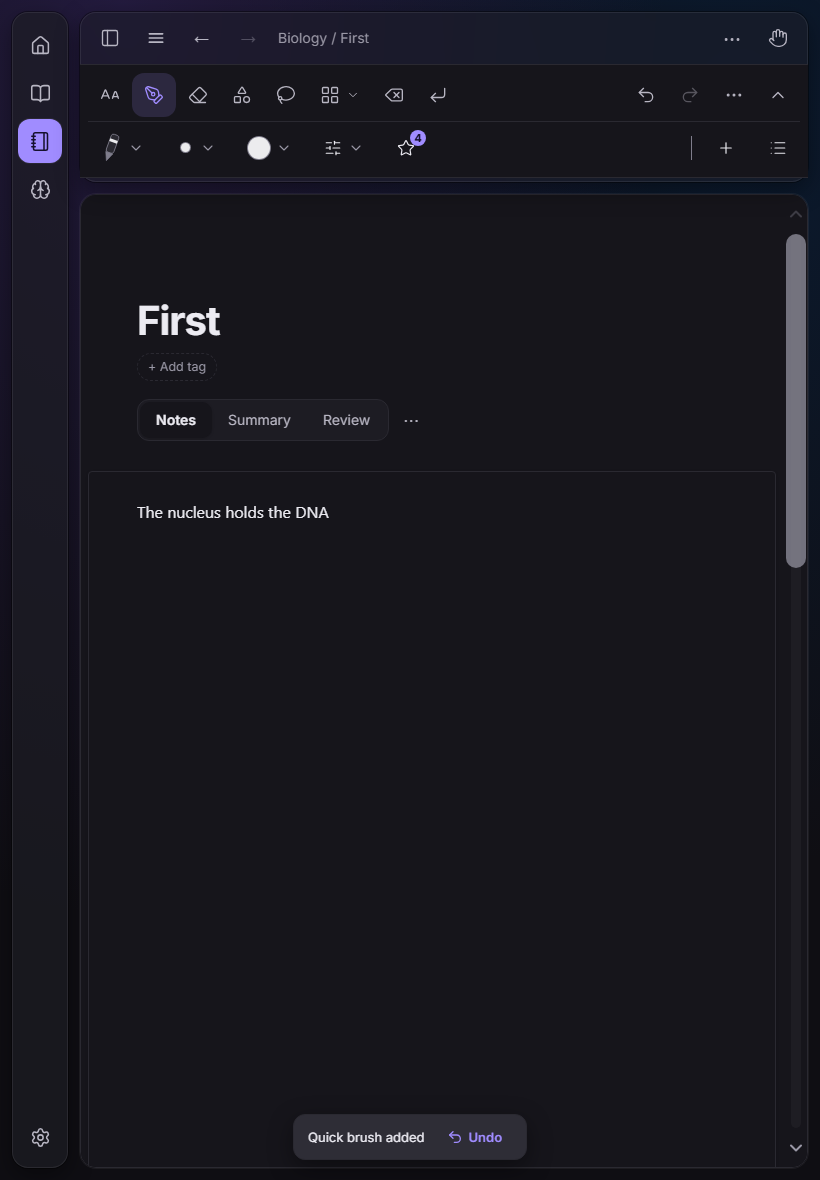 Biology / First
AA
4
First
+ Add tag
Notes Summary Review
The nucleus holds the DNA
Quick brush added Undo